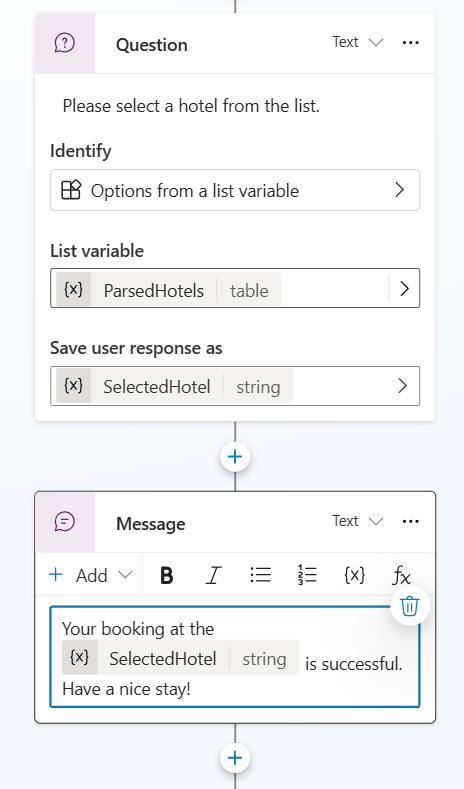 Question
Text
Please select a hotel from the list.
Identify
Options from a list variable
List variable
{x} ParsedHotels table
Save user response as
{x} SelectedHotel string
Message
Text
+ Add B I {x} fx
Your booking at the
{x} SelectedHotel string is successful.
Have a nice stay!